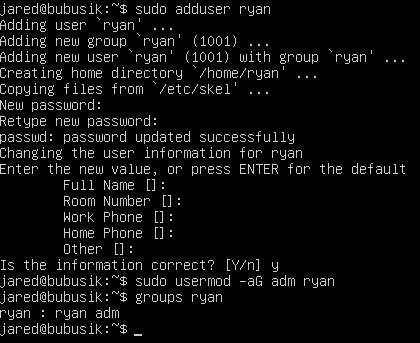 jared@bubusik:~$ sudo adduser ryan
Adding user `ryan' ...
Adding new group `ryan' (1001) ...
Adding new user `ryan' (1001) with group `ryan' ...
Creating home directory `/home/ryan' ...
Copying files from `/etc/skel' ...
New password:
Retype new password:
passwd: password updated successfully
Changing the user information for ryan
Enter the new value, or press ENTER for the default
        Full Name []:
        Room Number []:
        Work Phone []:
        Home Phone []:
        Other []:
Is the information correct? [Y/n] y
jared@bubusik:~$ sudo usermod -aG adm ryan
jared@bubusik:~$ groups ryan
ryan : ryan adm
jared@bubusik:~$ _